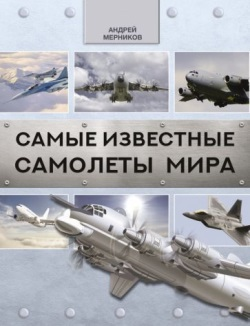 АНДРЕЙ
МЕРНИКОВ
САМЫЕ ИЗВЕСТНЫЕ
САМОЛЕТЫ МИРА